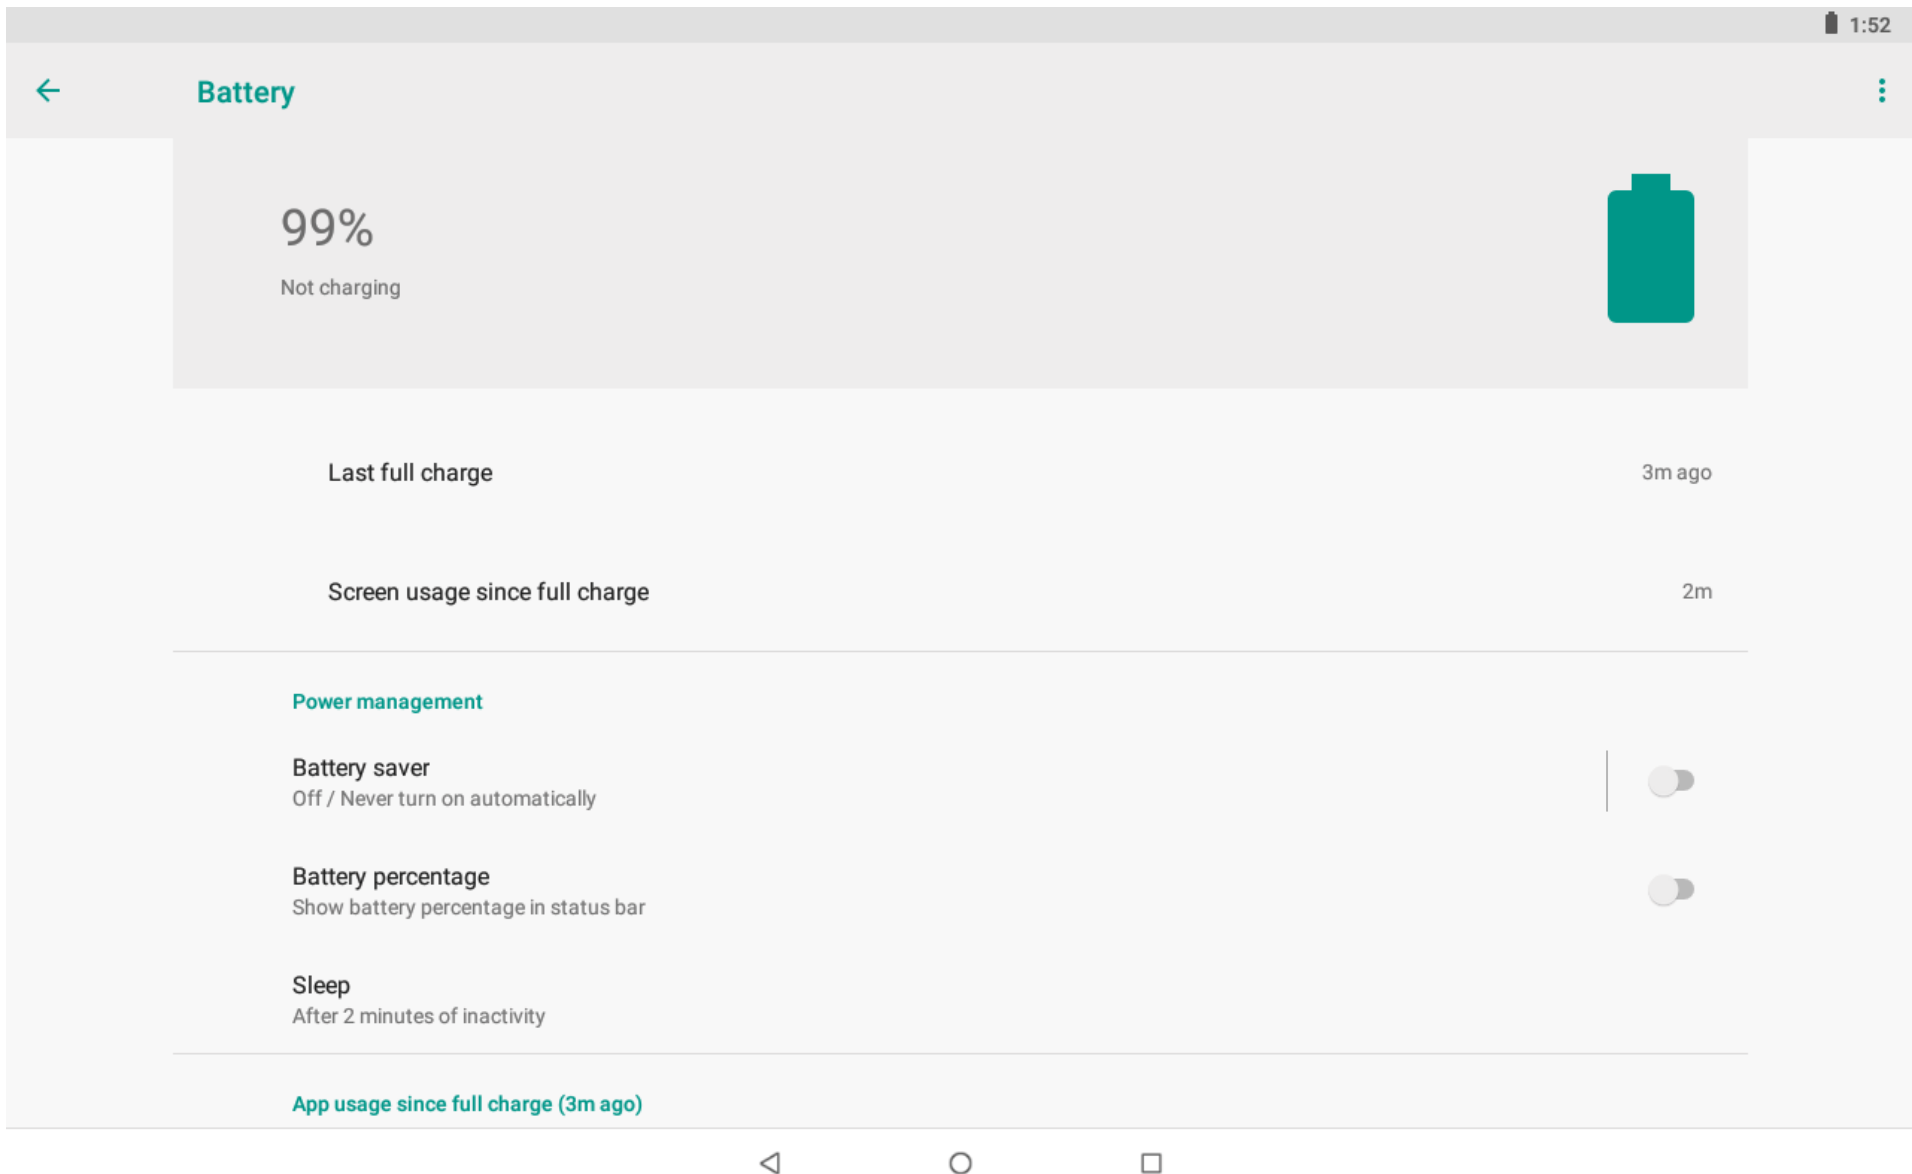 1:52
Battery
99%
Not charging
Last full charge
3m ago
Screen usage since full charge
2m
Power management
Battery saver
Off / Never turn on automatically
Battery percentage
Show battery percentage in status bar
Sleep
After 2 minutes of inactivity
App usage since full charge (3m ago)